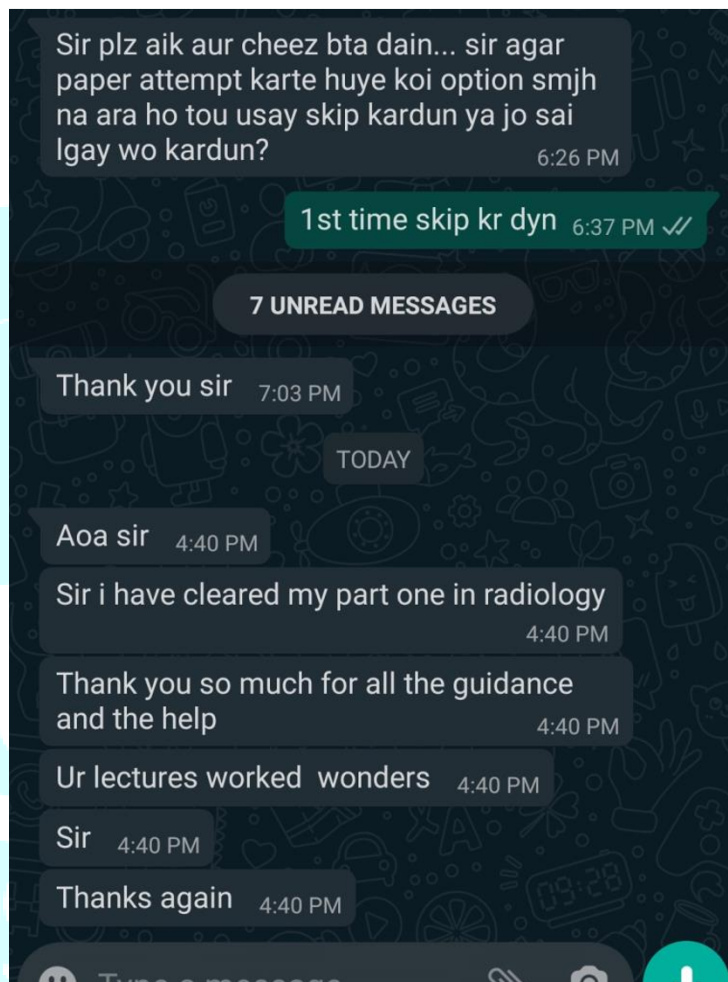 Sir plz aik aur cheez bta dain... sir agar
paper attempt karte huye koi option smjh
na ara ho tou usay skip kardun ya jo sai
lgay wo kardun?
6:26 PM
1st time skip kr dyn 6:37 PM
7 UNREAD MESSAGES
Thank you sir 7:03 PM
TODAY
Aoa sir 4:40 PM
Sir i have cleared my part one in radiology
4:40 PM
Thank you so much for all the guidance
and the help 4:40 PM
Ur lectures worked wonders 4:40 PM
Sir 4:40 PM
Thanks again 4:40 PM
Type a message